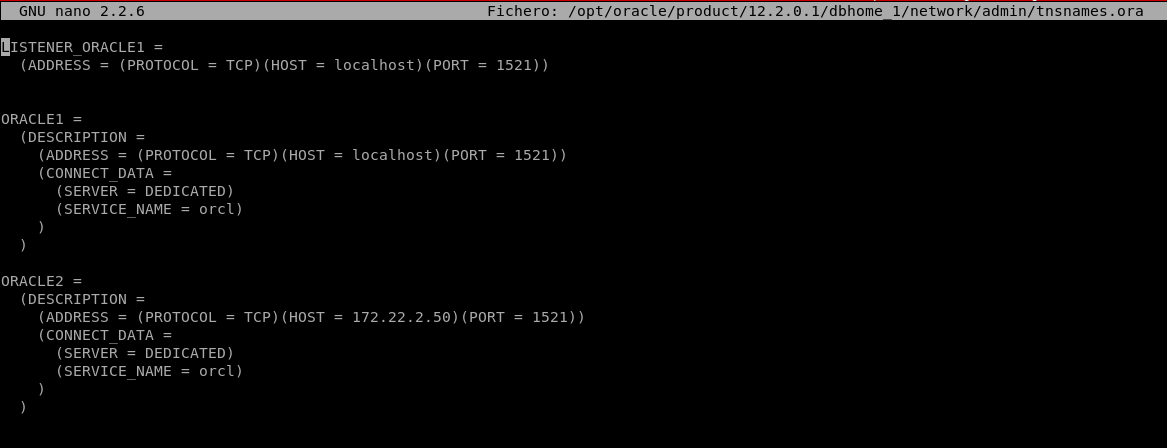 GNU nano 2.2.6 Fichero: /opt/oracle/product/12.2.0.1/dbhome_1/network/admin/tnsnames.ora
LISTENER_ORACLE1 =
  (ADDRESS = (PROTOCOL = TCP)(HOST = localhost)(PORT = 1521))
ORACLE1 =
  (DESCRIPTION =
    (ADDRESS = (PROTOCOL = TCP)(HOST = localhost)(PORT = 1521))
    (CONNECT_DATA =
      (SERVER = DEDICATED)
      (SERVICE_NAME = orcl)
    )
  )
ORACLE2 =
  (DESCRIPTION =
    (ADDRESS = (PROTOCOL = TCP)(HOST = 172.22.2.50)(PORT = 1521))
    (CONNECT_DATA =
      (SERVER = DEDICATED)
      (SERVICE_NAME = orcl)
    )
  )